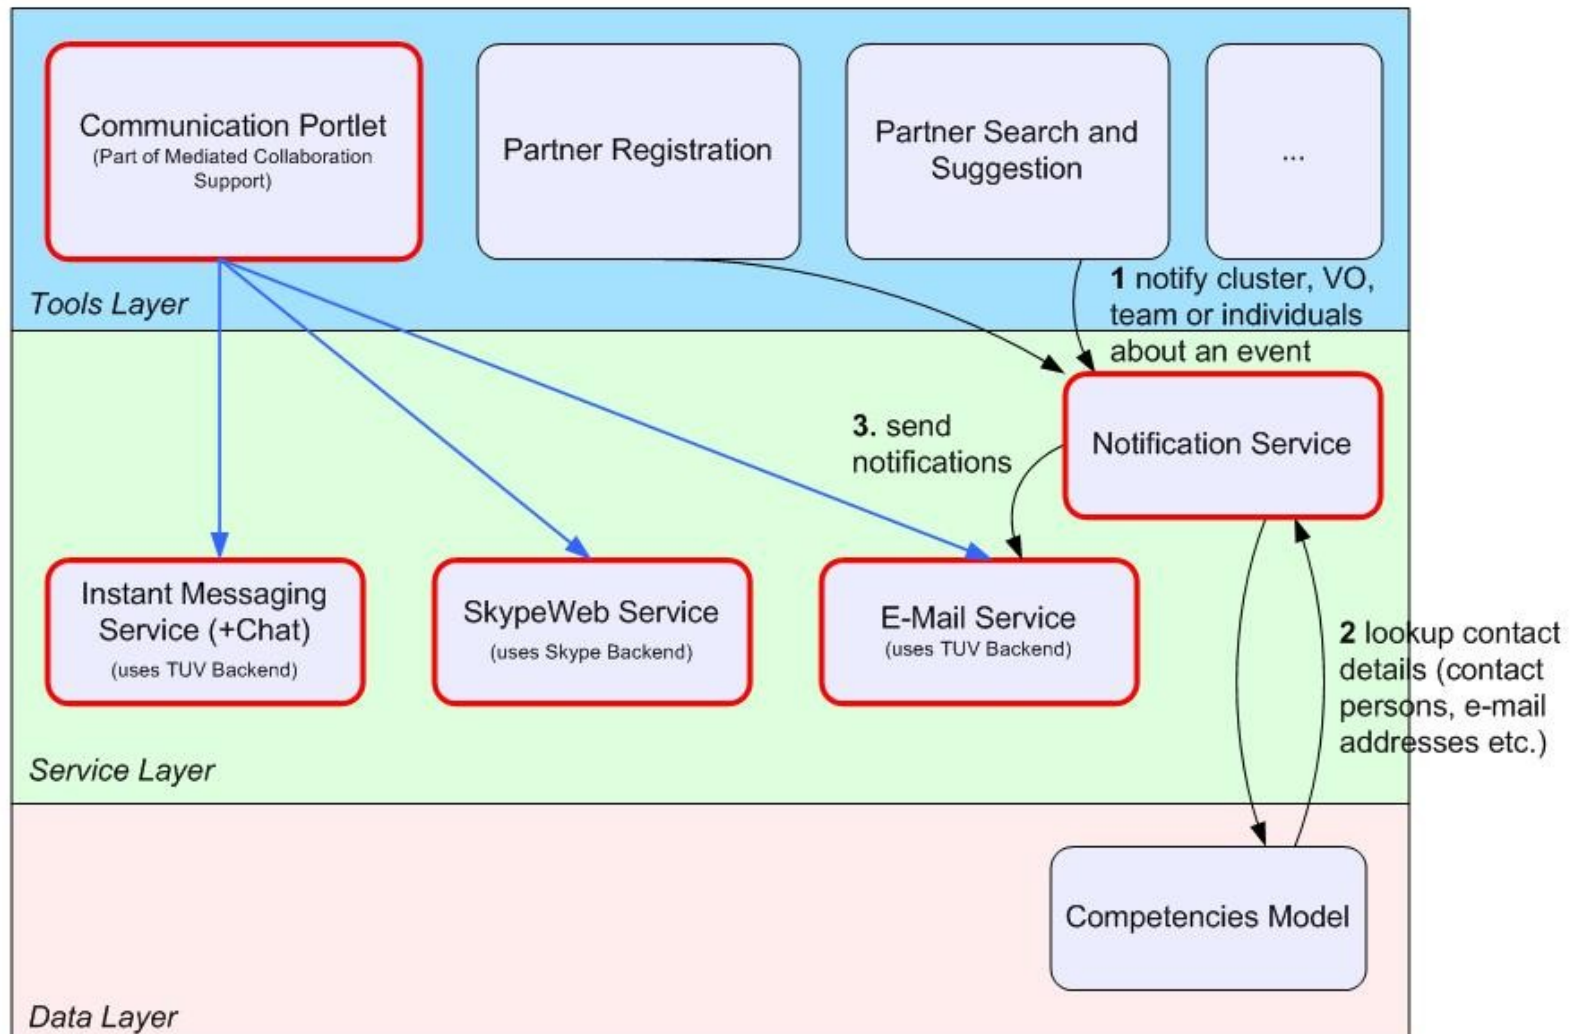 Communication Portlet
(Part of Mediated Collaboration
Support)
Partner Registration
Partner Search and
Suggestion
...
Tools Layer
1 notify cluster, VO,
team or individuals
about an event
3. send
notifications
Notification Service
Instant Messaging
Service (+Chat)
(uses TUV Backend)
SkypeWeb Service
(uses Skype Backend)
E-Mail Service
(uses TUV Backend)
2 lookup contact
details (contact
persons, e-mail
addresses etc.)
Service Layer
Competencies Model
Data Layer